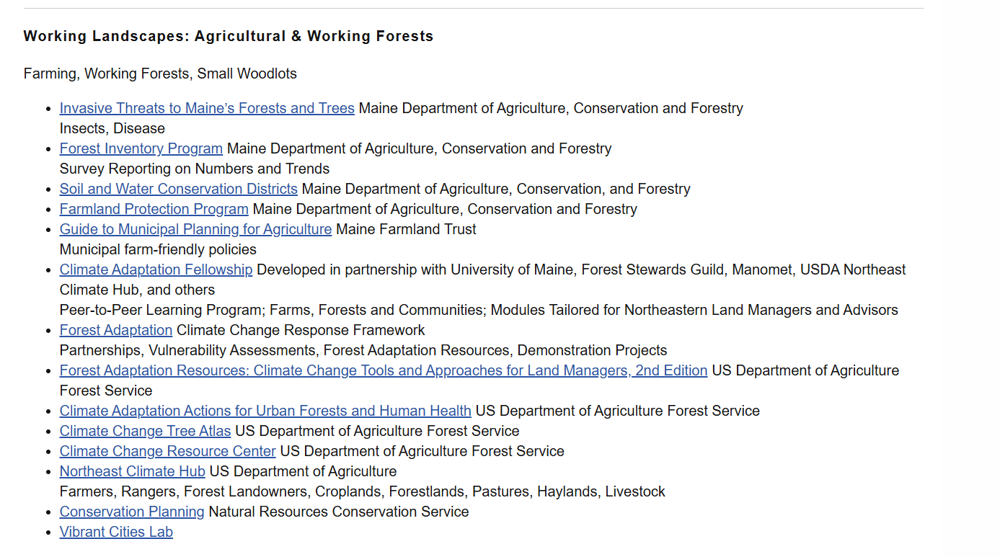 Working Landscapes: Agricultural & Working Forests
Farming, Working Forests, Small Woodlots
Invasive Threats to Maine’s Forests and Trees Maine Department of Agriculture, Conservation and Forestry
Insects, Disease
Forest Inventory Program Maine Department of Agriculture, Conservation and Forestry
Survey Reporting on Numbers and Trends
Soil and Water Conservation Districts Maine Department of Agriculture, Conservation, and Forestry
Farmland Protection Program Maine Department of Agriculture, Conservation and Forestry
Guide to Municipal Planning for Agriculture Maine Farmland Trust
Municipal farm-friendly policies
Climate Adaptation Fellowship Developed in partnership with University of Maine, Forest Stewards Guild, Manomet, USDA Northeast
Climate Hub, and others
Peer-to-Peer Learning Program; Farms, Forests and Communities; Modules Tailored for Northeastern Land Managers and Advisors
Forest Adaptation Climate Change Response Framework
Partnerships, Vulnerability Assessments, Forest Adaptation Resources, Demonstration Projects
Forest Adaptation Resources: Climate Change Tools and Approaches for Land Managers, 2nd Edition US Department of Agriculture
Forest Service
Climate Adaptation Actions for Urban Forests and Human Health US Department of Agriculture Forest Service
Climate Change Tree Atlas US Department of Agriculture Forest Service
Climate Change Resource Center US Department of Agriculture Forest Service
Northeast Climate Hub US Department of Agriculture
Farmers, Rangers, Forest Landowners, Croplands, Forestlands, Pastures, Haylands, Livestock
Conservation Planning Natural Resources Conservation Service
Vibrant Cities Lab